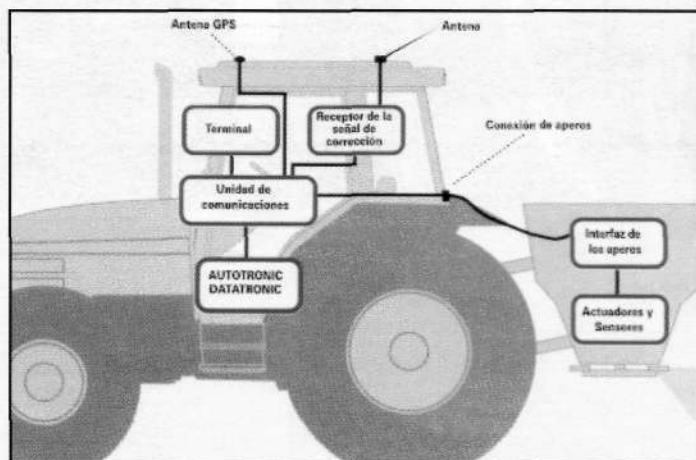 Antena GPS
Antena
Terminal
Receptor de la
señal de
corrección
Conexión de aperos
Unidad de
comunicaciones
Interfaz de
los aperos
AUTOTRONIC
DATATRONIC
Actuadores y
Sensores